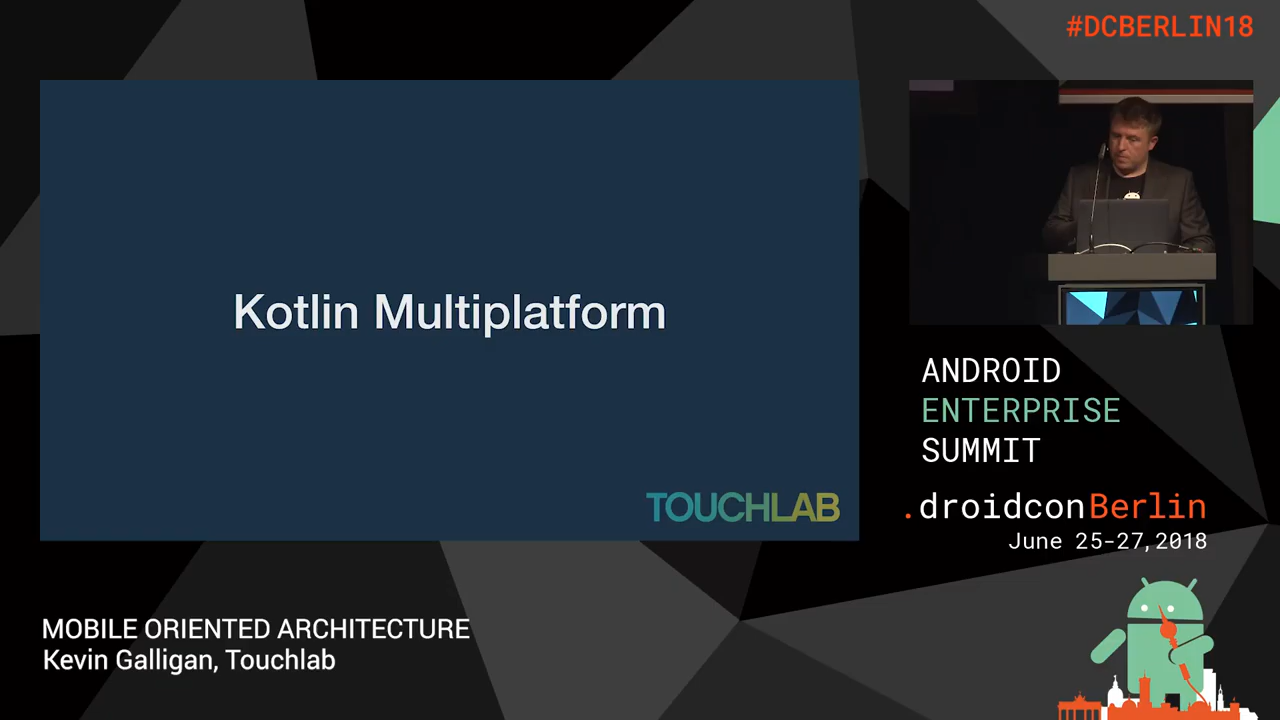 #DCBERLIN18
Kotlin Multiplatform
TOUCHLAB
ANDROID
ENTERPRISE
SUMMIT
.droidconBerlin
June 25-27,2018
MOBILE ORIENTED ARCHITECTURE
Kevin Galligan, Touchlab